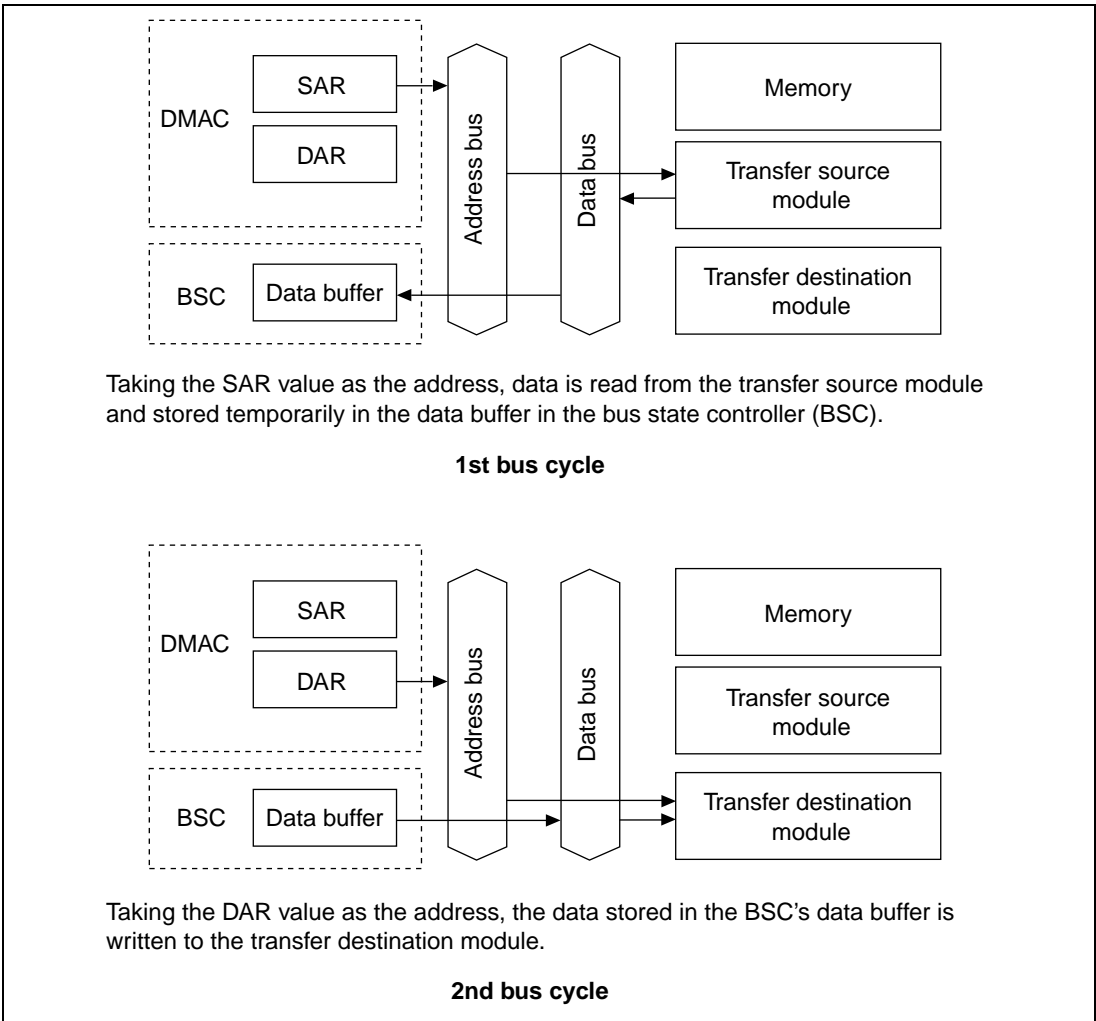 SAR
DMAC
DAR
BSC
Data buffer
Address bus
Data bus
Memory
Transfer source
module
Transfer destination
module
Taking the SAR value as the address, data is read from the transfer source module
and stored temporarily in the data buffer in the bus state controller (BSC).
1st bus cycle
SAR
DMAC
DAR
BSC
Data buffer
Address bus
Data bus
Memory
Transfer source
module
Transfer destination
module
Taking the DAR value as the address, the data stored in the BSC’s data buffer is
written to the transfer destination module.
2nd bus cycle